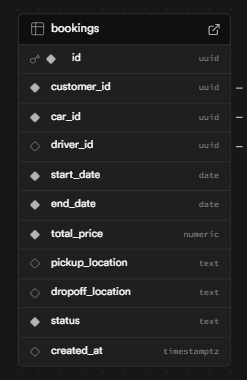 bookings
id uuid
customer_id uuid
car_id uuid
driver_id uuid
start_date date
end_date date
total_price numeric
pickup_location text
dropoff_location text
status text
created_at timestamptz